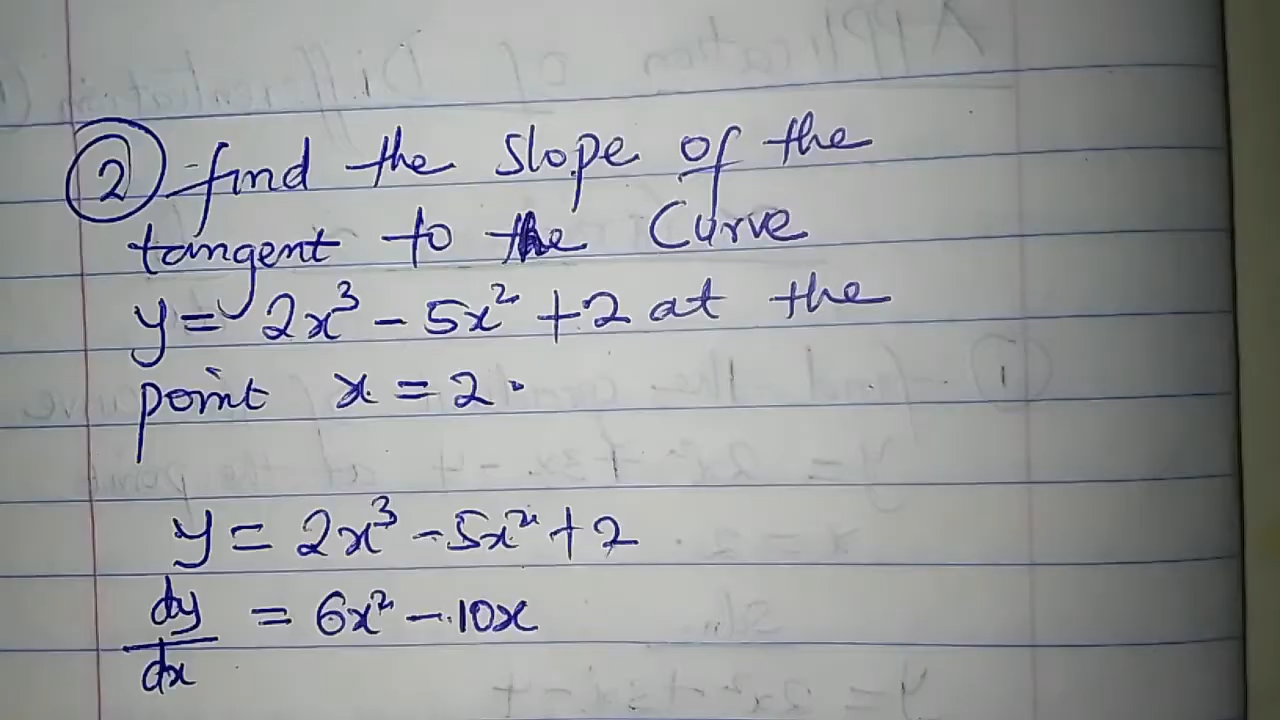 ② find the slope of the
tangent to the Curve
y = 2x³ - 5x² + 2 at the
point x = 2.
y = 2x³ - 5x² + 2
dy/dx = 6x² - 10x